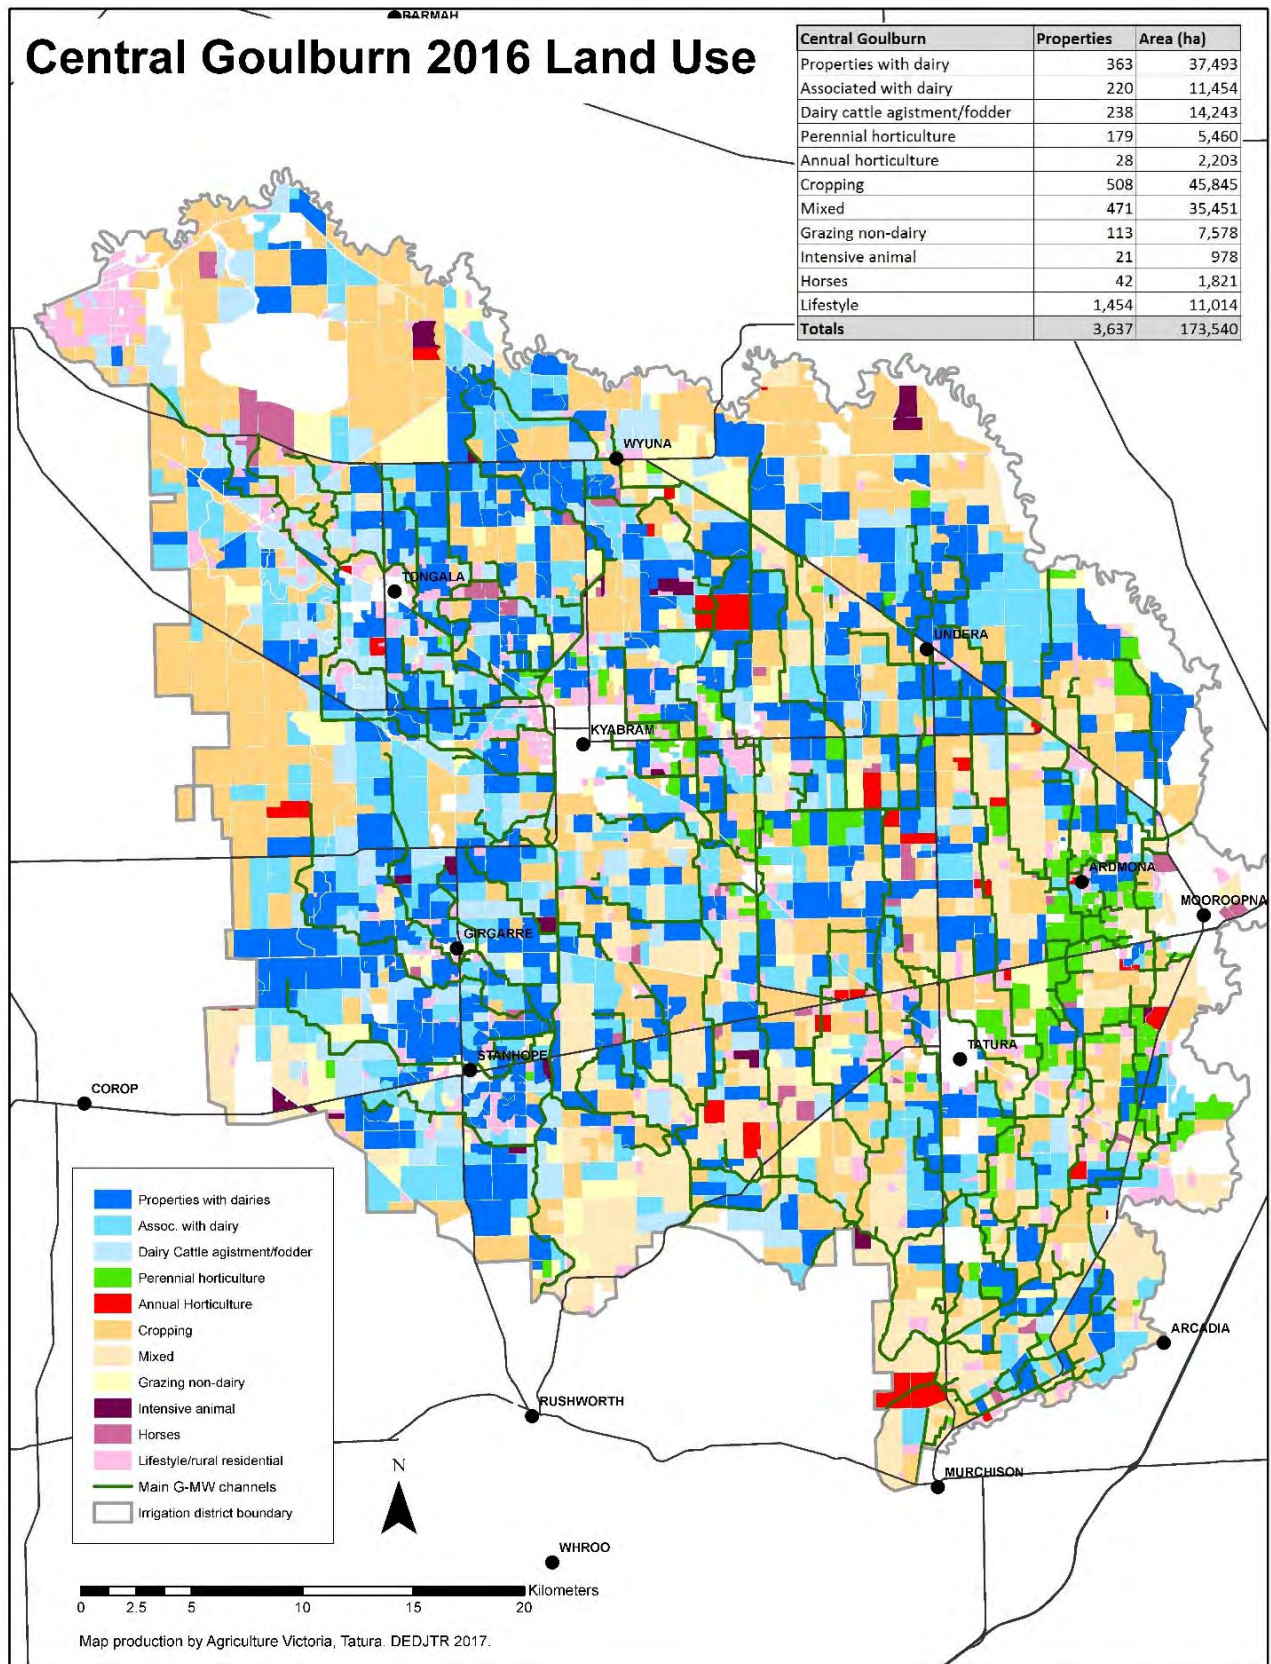 BARMAH
Central Goulburn 2016 Land Use
Central Goulburn Properties Area (ha)
Properties with dairy 363 37,493
Associated with dairy 220 11,454
Dairy cattle agistment/fodder 238 14,243
Perennial horticulture 179 5,460
Annual horticulture 28 2,203
Cropping 508 45,845
Mixed 471 35,451
Grazing non-dairy 113 7,578
Intensive animal 21 978
Horses 42 1,821
Lifestyle 1,454 11,014
Totals 3,637 173,540
WYUNA
TONGALA
UNDERA
KYABRAM
ARDMONA
MOOROOPNA
GIRGARRE
TATURA
STANHOPE
COROP
Properties with dairies
Assoc. with dairy
Dairy Cattle agistment/fodder
Perennial horticulture
Annual Horticulture
Cropping
Mixed
Grazing non-dairy
Intensive animal
Horses
Lifestyle/rural residential
Main G-MW channels
Irrigation district boundary
ARCADIA
RUSHWORTH
MURCHISON
N
WHROO
Kilometers
0 2.5 5 10 15 20
Map production by Agriculture Victoria, Tatura. DEDJTR 2017.